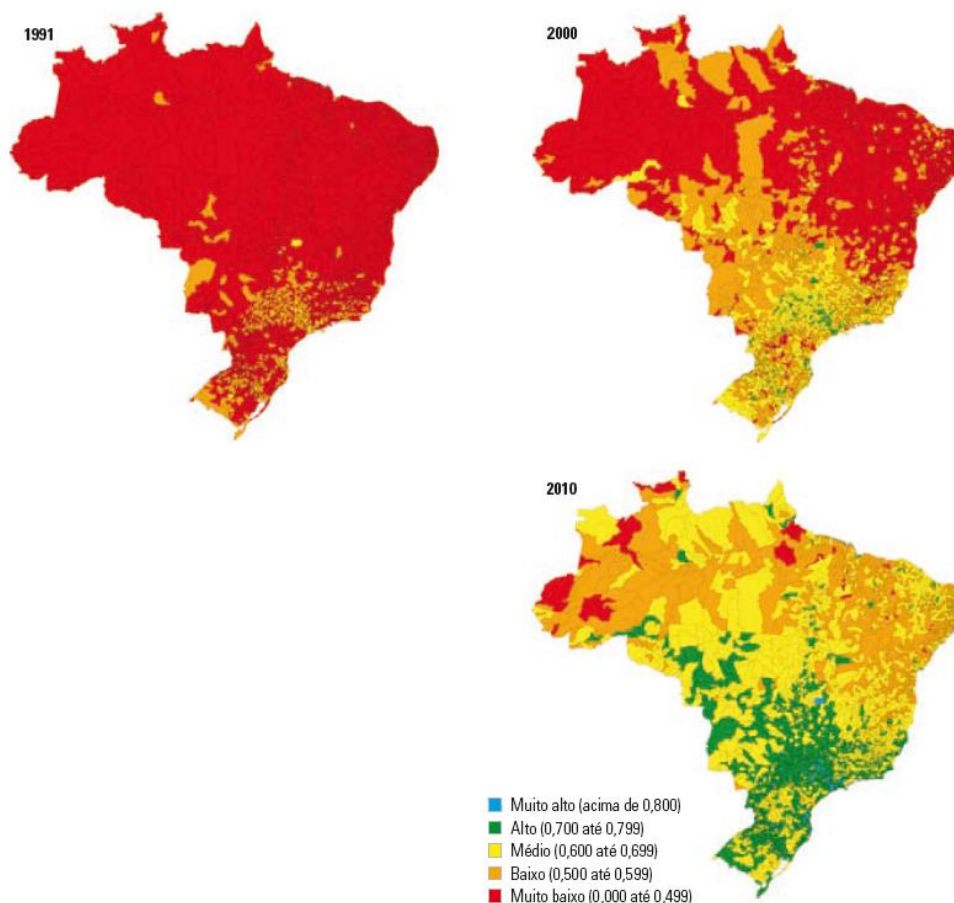 1991
2000
2010
Muito alto (acima de 0,800)
Alto (0,700 até 0,799)
Médio (0,600 até 0,699)
Baixo (0,500 até 0,599)
Muito baixo (0,000 até 0,499)